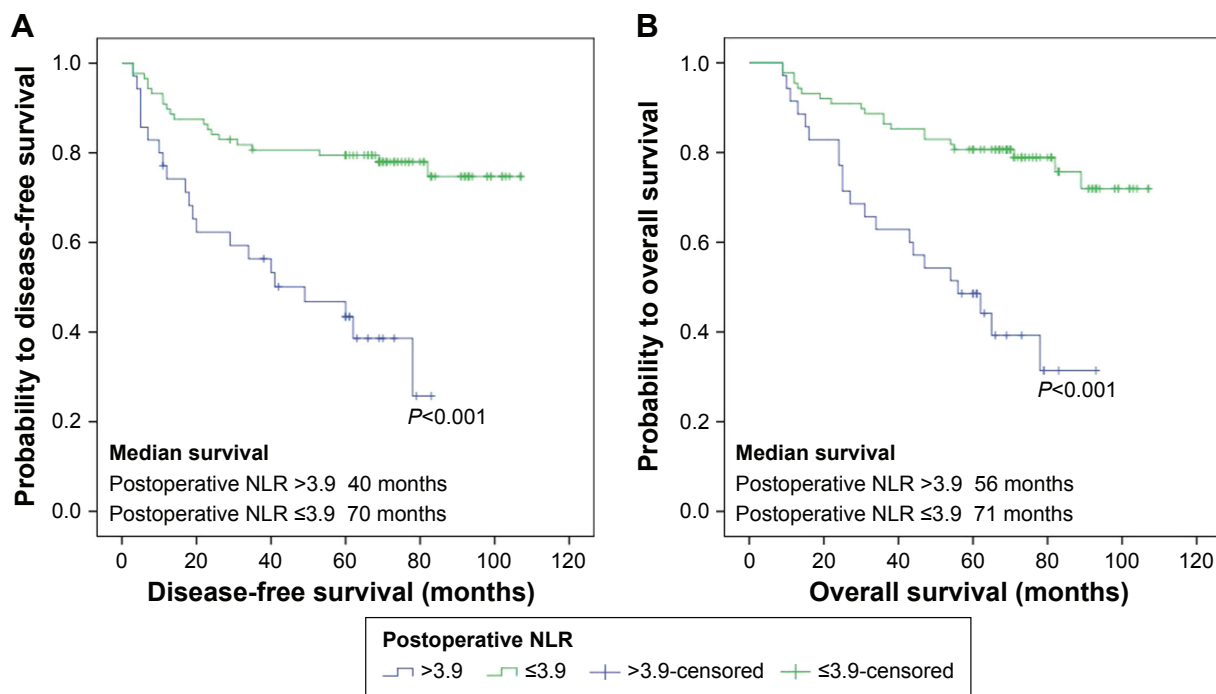 A
Probability to disease-free survival
1.0
0.8
0.6
0.4
0.2
0.0
P<0.001
Median survival
Postoperative NLR >3.9 40 months
Postoperative NLR ≤3.9 70 months
0 20 40 60 80 100 120
Disease-free survival (months)
B
Probability to overall survival
1.0
0.8
0.6
0.4
0.2
0.0
P<0.001
Median survival
Postoperative NLR >3.9 56 months
Postoperative NLR ≤3.9 71 months
0 20 40 60 80 100 120
Overall survival (months)
Postoperative NLR
>3.9 ≤3.9 >3.9-censored ≤3.9-censored